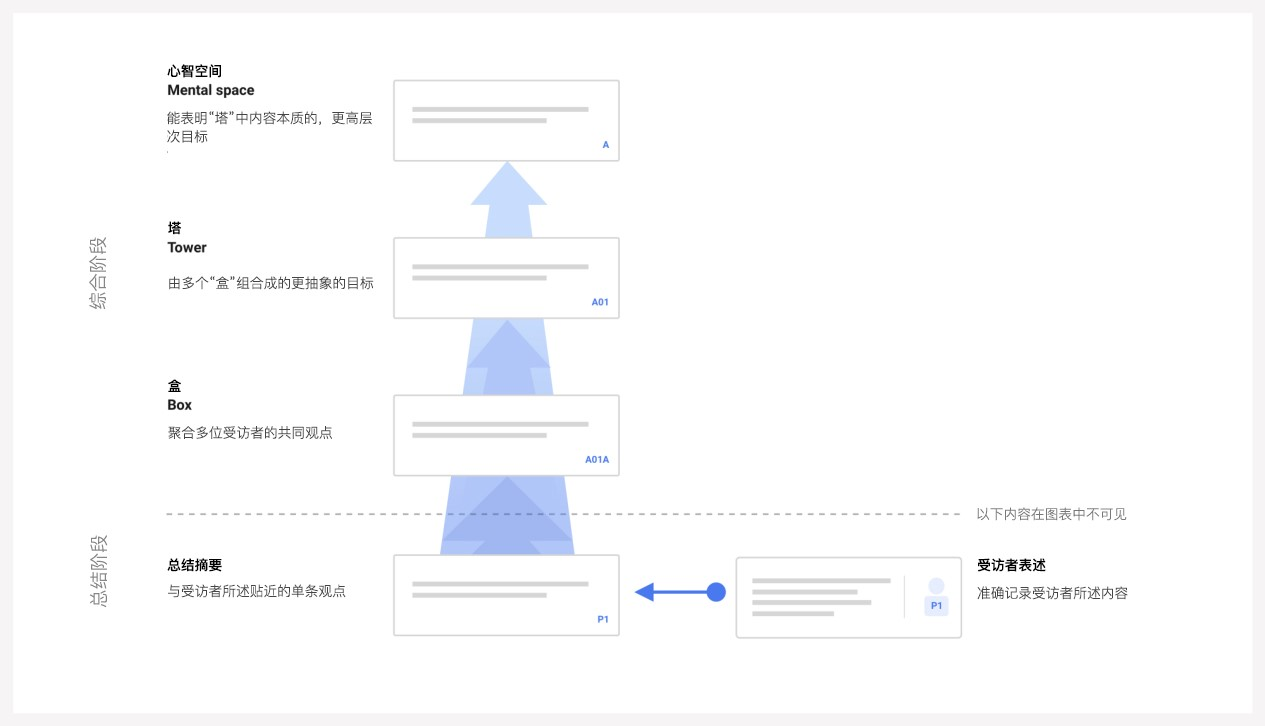 心智空间
Mental space
能表明“塔”中内容本质的，更高层
次目标
A
塔
Tower
由多个“盒”组合成的更抽象的目标
A01
综合阶段
盒
Box
聚合多位受访者的共同观点
A01A
以下内容在图表中不可见
总结阶段
总结摘要
与受访者所述贴近的单条观点
P1
P1
受访者表述
准确记录受访者所述内容